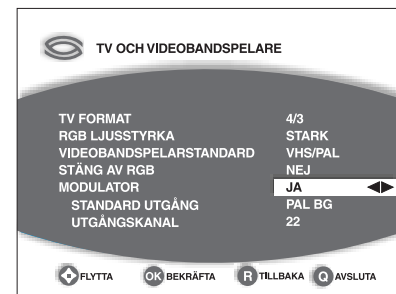 TV OCH VIDEOBANDSPELARE
TV FORMAT 4/3
RGB LJUSSTYRKA STARK
VIDEOBANDSPELARSTANDARD VHS/PAL
STÄNG AV RGB NEJ
MODULATOR JA
STANDARD UTGÅNG PAL BG
UTGÅNGSKANAL 22
FLYTTA OK BEKRÄFTA R TILLBAKA Q AVSLUTA